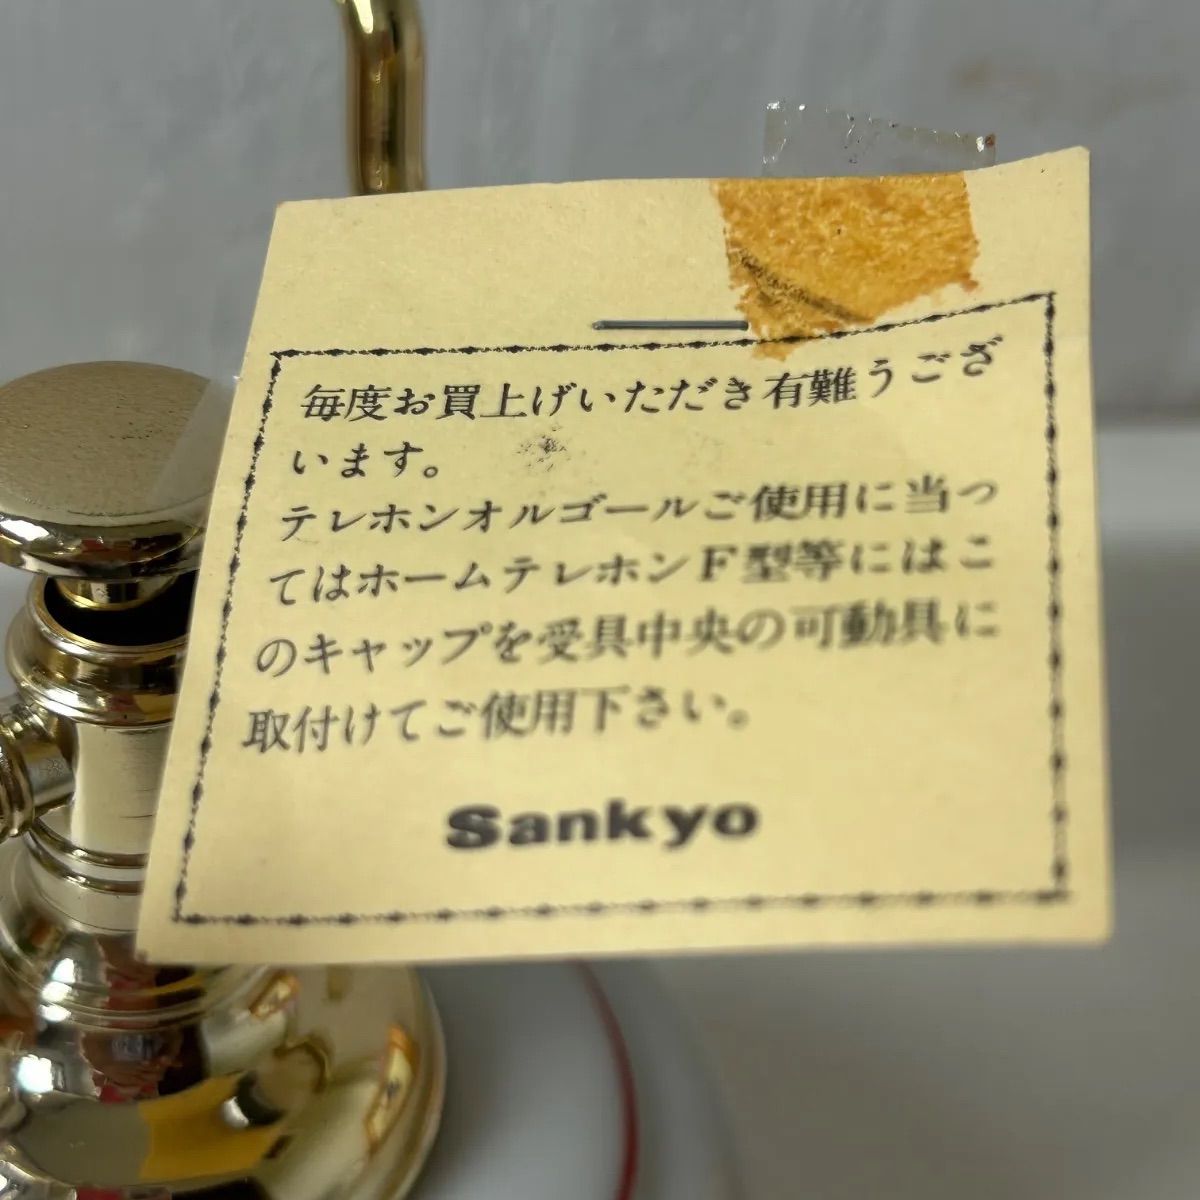 毎度お買上げいただき有難うござ
います。
テレホンオルゴールご使用に当っ
てはホームテレホンF型等にはこ
のキャップを受具中央の可動具に
取付けてご使用下さい。
Sankyo